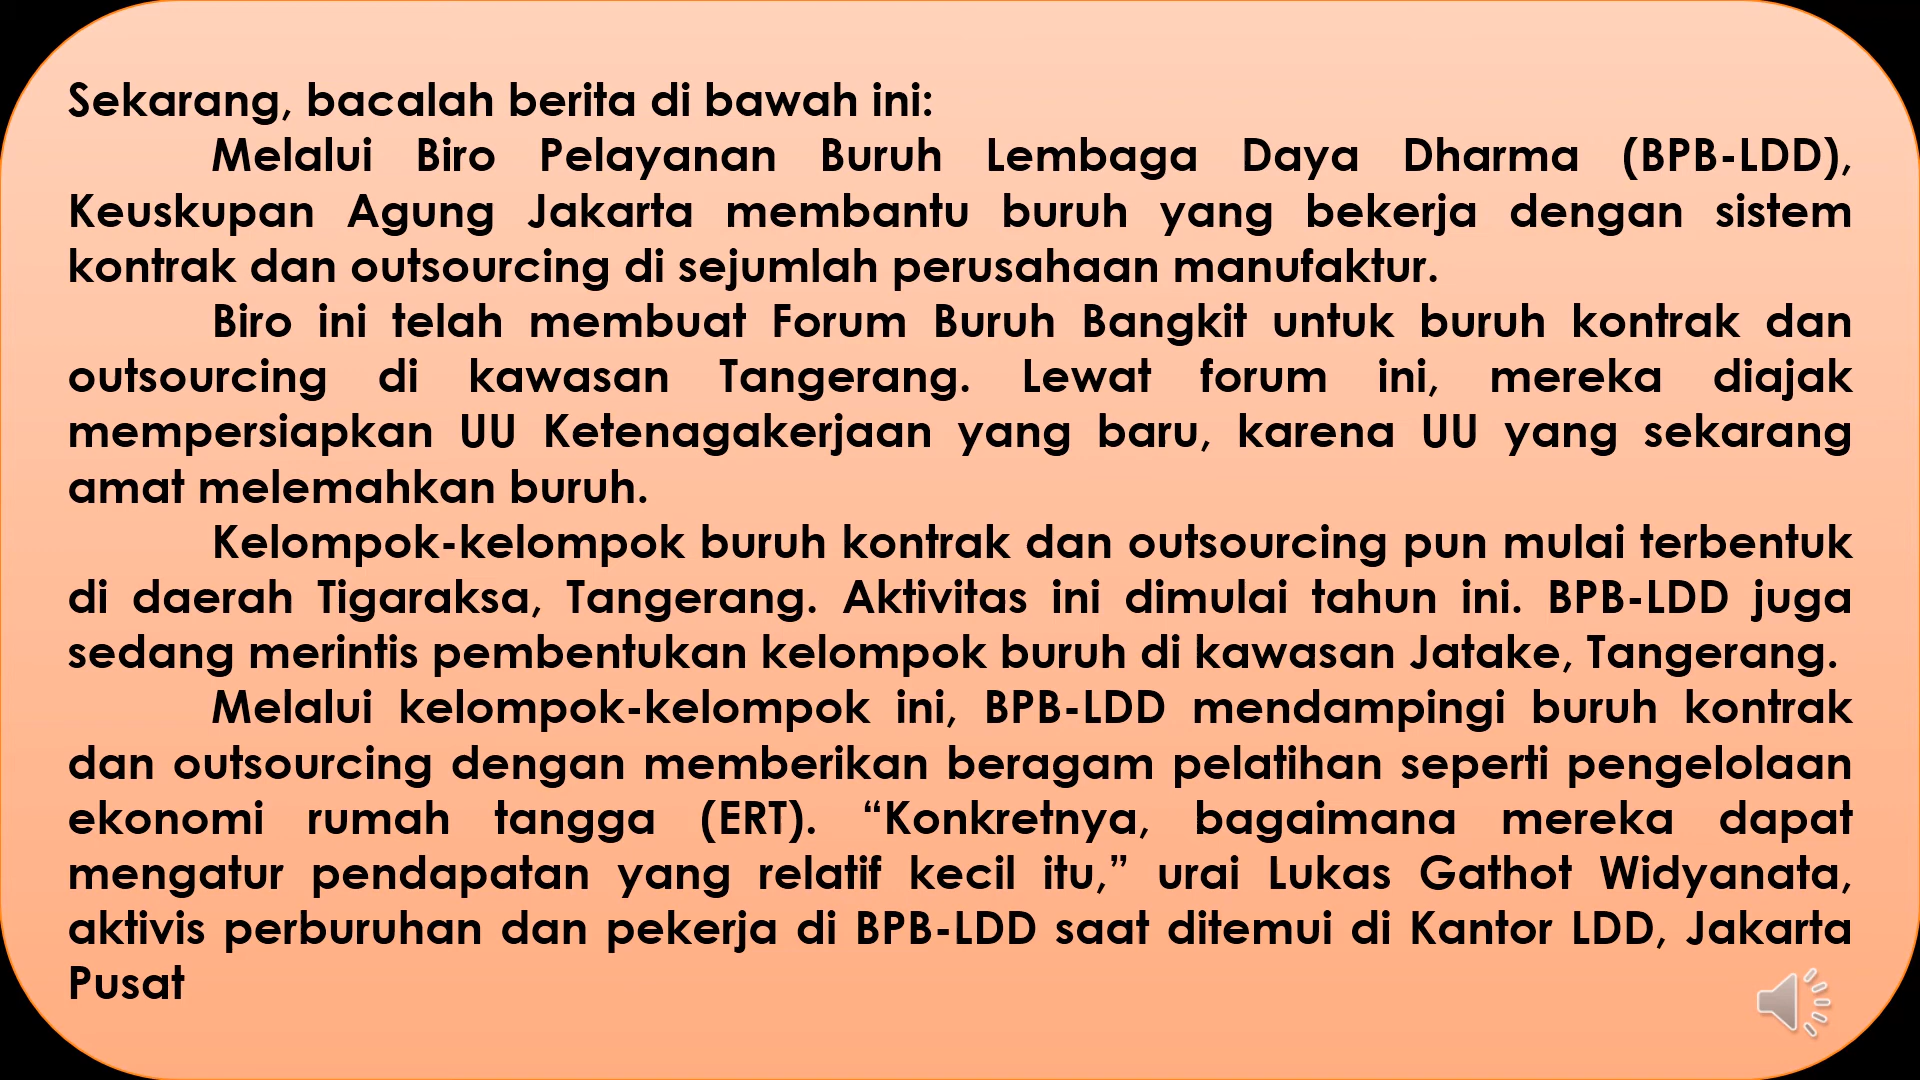 Sekarang, bacalah berita di bawah ini:
Melalui Biro Pelayanan Buruh Lembaga Daya Dharma (BPB-LDD),
Keuskupan Agung Jakarta membantu buruh yang bekerja dengan sistem
kontrak dan outsourcing di sejumlah perusahaan manufaktur.
Biro ini telah membuat Forum Buruh Bangkit untuk buruh kontrak dan
outsourcing di kawasan Tangerang. Lewat forum ini, mereka diajak
mempersiapkan UU Ketenagakerjaan yang baru, karena UU yang sekarang
amat melemahkan buruh.
Kelompok-kelompok buruh kontrak dan outsourcing pun mulai terbentuk
di daerah Tigaraksa, Tangerang. Aktivitas ini dimulai tahun ini. BPB-LDD juga
sedang merintis pembentukan kelompok buruh di kawasan Jatake, Tangerang.
Melalui kelompok-kelompok ini, BPB-LDD mendampingi buruh kontrak
dan outsourcing dengan memberikan beragam pelatihan seperti pengelolaan
ekonomi rumah tangga (ERT). “Konkretnya, bagaimana mereka dapat
mengatur pendapatan yang relatif kecil itu,” urai Lukas Gathot Widyanata,
aktivis perburuhan dan pekerja di BPB-LDD saat ditemui di Kantor LDD, Jakarta
Pusat